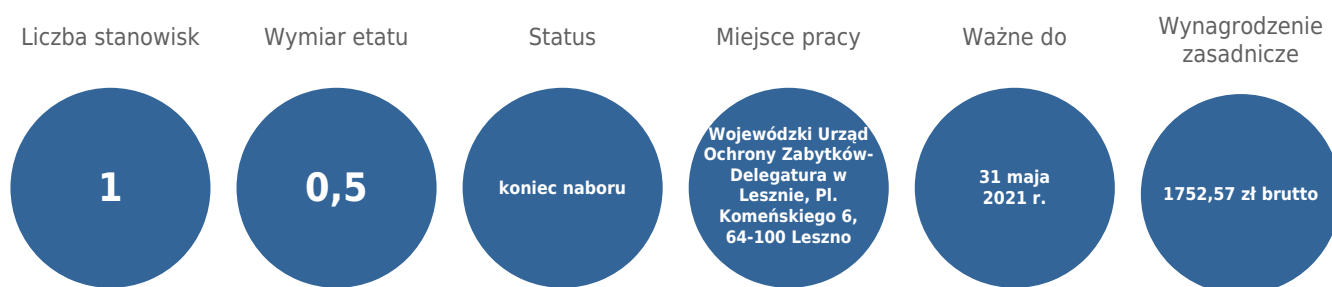 Liczba stanowisk
Wymiar etatu
Status
Miejsce pracy
Ważne do
Wynagrodzenie
zasadnicze
1
0,5
koniec naboru
Wojewódzki Urząd
Ochrony Zabytków-
Delegatura w
Lesznie, Pl.
Komeńskiego 6,
64-100 Leszno
31 maja
2021 r.
1752,57 zł brutto